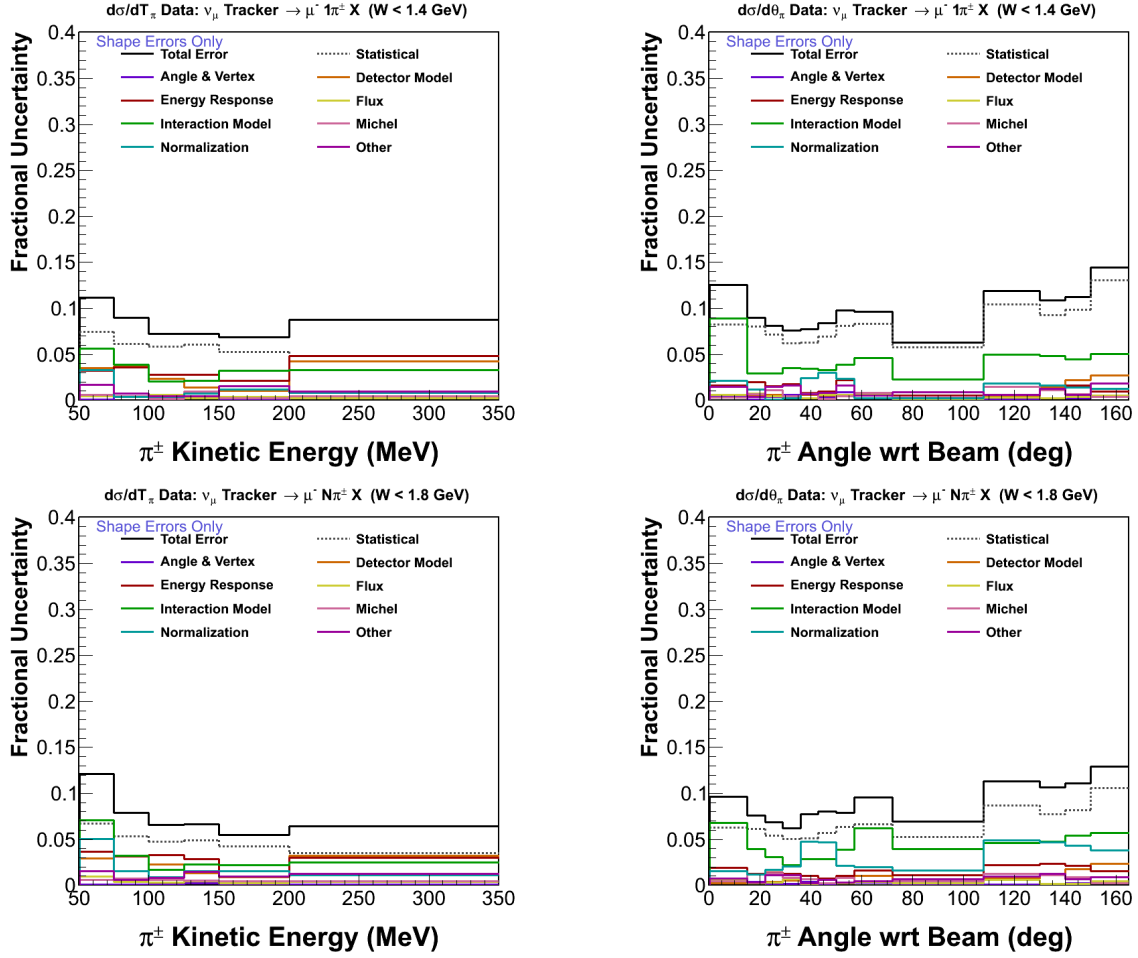 dσ/dTπ Data: νμ Tracker → μ- 1π± X (W < 1.4 GeV)
Fractional Uncertainty
Shape Errors Only
Total Error
Statistical
Angle & Vertex
Detector Model
Energy Response
Flux
Interaction Model
Michel
Normalization
Other
0.4
0.35
0.3
0.25
0.2
0.15
0.1
0.05
0
50 100 150 200 250 300 350
π± Kinetic Energy (MeV)
dσ/dθπ Data: νμ Tracker → μ- 1π± X (W < 1.4 GeV)
Fractional Uncertainty
Shape Errors Only
Total Error
Statistical
Angle & Vertex
Detector Model
Energy Response
Flux
Interaction Model
Michel
Normalization
Other
0.4
0.35
0.3
0.25
0.2
0.15
0.1
0.05
0
0 20 40 60 80 100 120 140 160
π± Angle wrt Beam (deg)
dσ/dTπ Data: νμ Tracker → μ- Nπ± X (W < 1.8 GeV)
Fractional Uncertainty
Shape Errors Only
Total Error
Statistical
Angle & Vertex
Detector Model
Energy Response
Flux
Interaction Model
Michel
Normalization
Other
0.4
0.35
0.3
0.25
0.2
0.15
0.1
0.05
0
50 100 150 200 250 300 350
π± Kinetic Energy (MeV)
dσ/dθπ Data: νμ Tracker → μ- Nπ± X (W < 1.8 GeV)
Fractional Uncertainty
Shape Errors Only
Total Error
Statistical
Angle & Vertex
Detector Model
Energy Response
Flux
Interaction Model
Michel
Normalization
Other
0.4
0.35
0.3
0.25
0.2
0.15
0.1
0.05
0
0 20 40 60 80 100 120 140 160
π± Angle wrt Beam (deg)